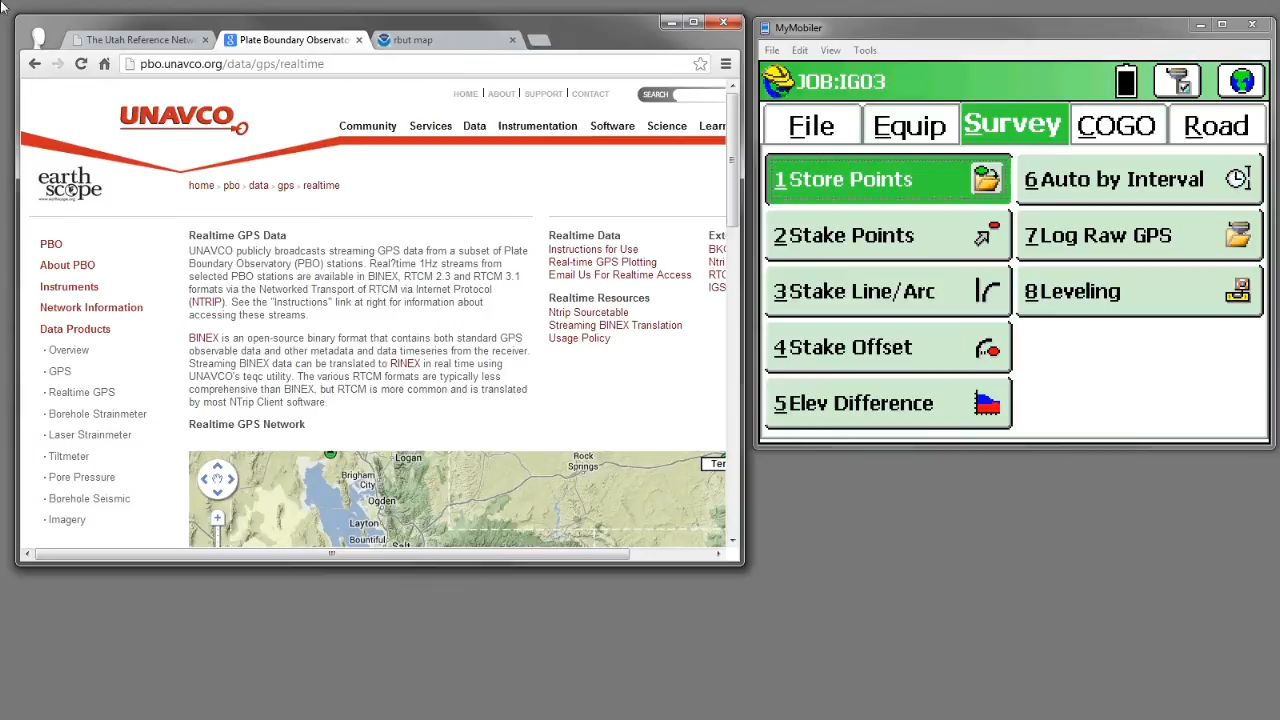 The Utah Reference Netw
Plate Boundary Observato
rbut map
pbo.unavco.org/data/gps/realtime
HOME | ABOUT | SUPPORT | CONTACT
SEARCH
UNAVCO
Community Services Data Instrumentation Software Science Learn
earth
scope
www.earthscope.org
home > pbo > data > gps > realtime
PBO
About PBO
Instruments
Network Information
Data Products
· Overview
· GPS
· Realtime GPS
· Borehole Strainmeter
· Laser Strainmeter
· Tiltmeter
· Pore Pressure
· Borehole Seismic
· Imagery
Realtime GPS Data
UNAVCO publicly broadcasts streaming GPS data from a subset of Plate
Boundary Observatory (PBO) stations. Real?time 1Hz streams from
selected PBO stations are available in BINEX, RTCM 2.3 and RTCM 3.1
formats via the Networked Transport of RTCM via Internet Protocol
(NTRIP). See the "Instructions" link at right for information about
accessing these streams.
BINEX is an open-source binary format that contains both standard GPS
observable data and other metadata and data timeseries from the receiver.
Streaming BINEX data can be translated to RINEX in real time using
UNAVCO's teqc utility. The various RTCM formats are typically less
comprehensive than BINEX, but RTCM is more common and is translated
by most NTrip Client software.
Realtime GPS Network
Realtime Data
Instructions for Use
Real-time GPS Plotting
Email Us For Realtime Access
Realtime Resources
Ntrip Sourcetable
Streaming BINEX Translation
Usage Policy
Ext
BKC
Ntri
RTC
IGS
Logan
Rock
Springs
Brigham
City
Ogden
Layton
Bountiful
Salt
Ter
MyMobiler
File Edit View Tools
JOB:IG03
File Equip Survey COGO Road
1 Store Points
2 Stake Points
3 Stake Line/Arc
4 Stake Offset
5 Elev Difference
6 Auto by Interval
7 Log Raw GPS
8 Leveling